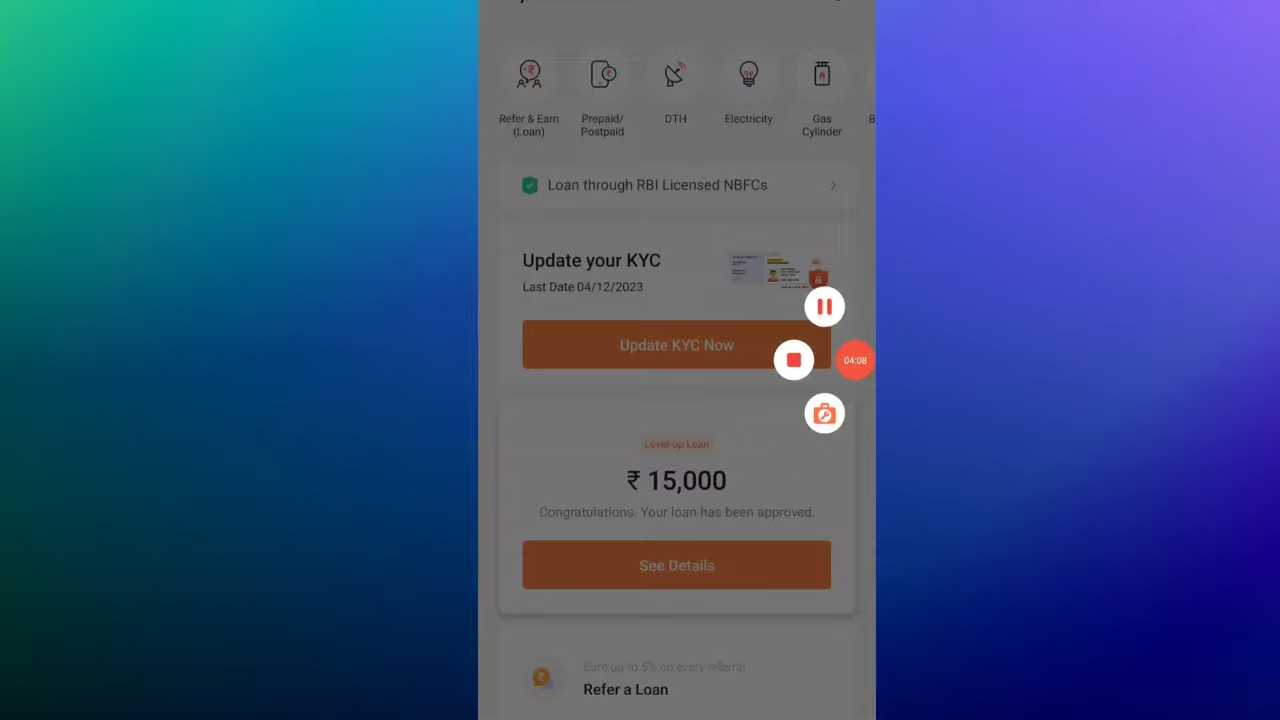 Refer & Earn
(Loan)
Prepaid/
Postpaid
DTH
Electricity
Gas
Cylinder
B
Loan through RBI Licensed NBFCs
Update your KYC
Last Date 04/12/2023
Update KYC Now
04:08
Level-up Loan
₹ 15,000
Congratulations. Your loan has been approved.
See Details
Earn up to 5% on every referral
Refer a Loan